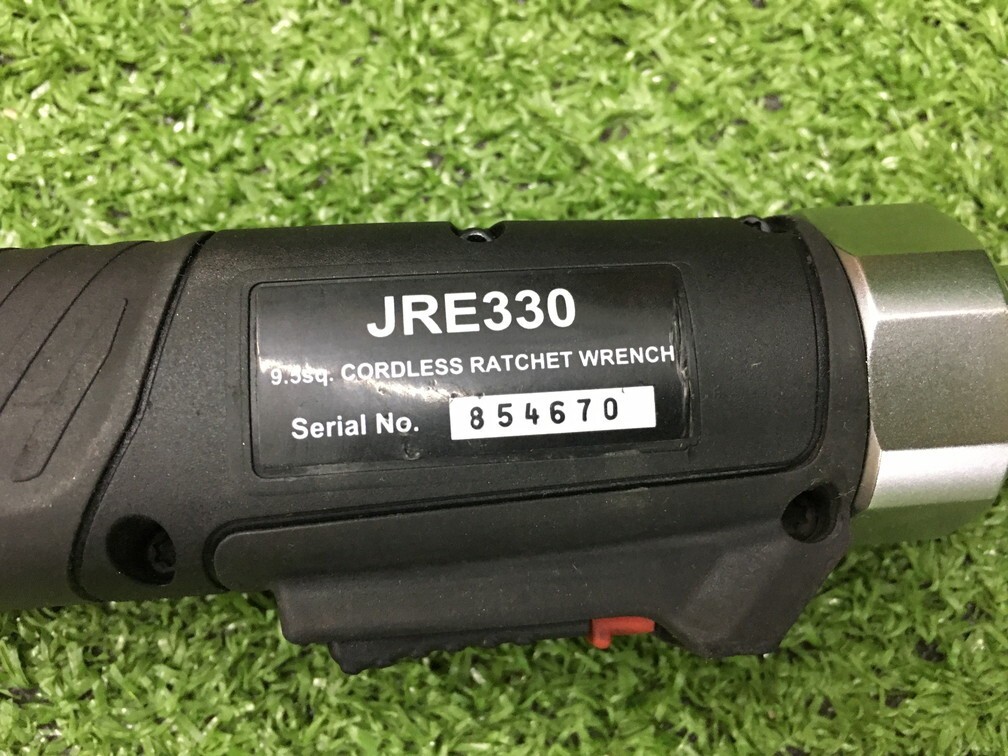 JRE330
9.5sq. CORDLESS RATCHET WRENCH
Serial No. 854670